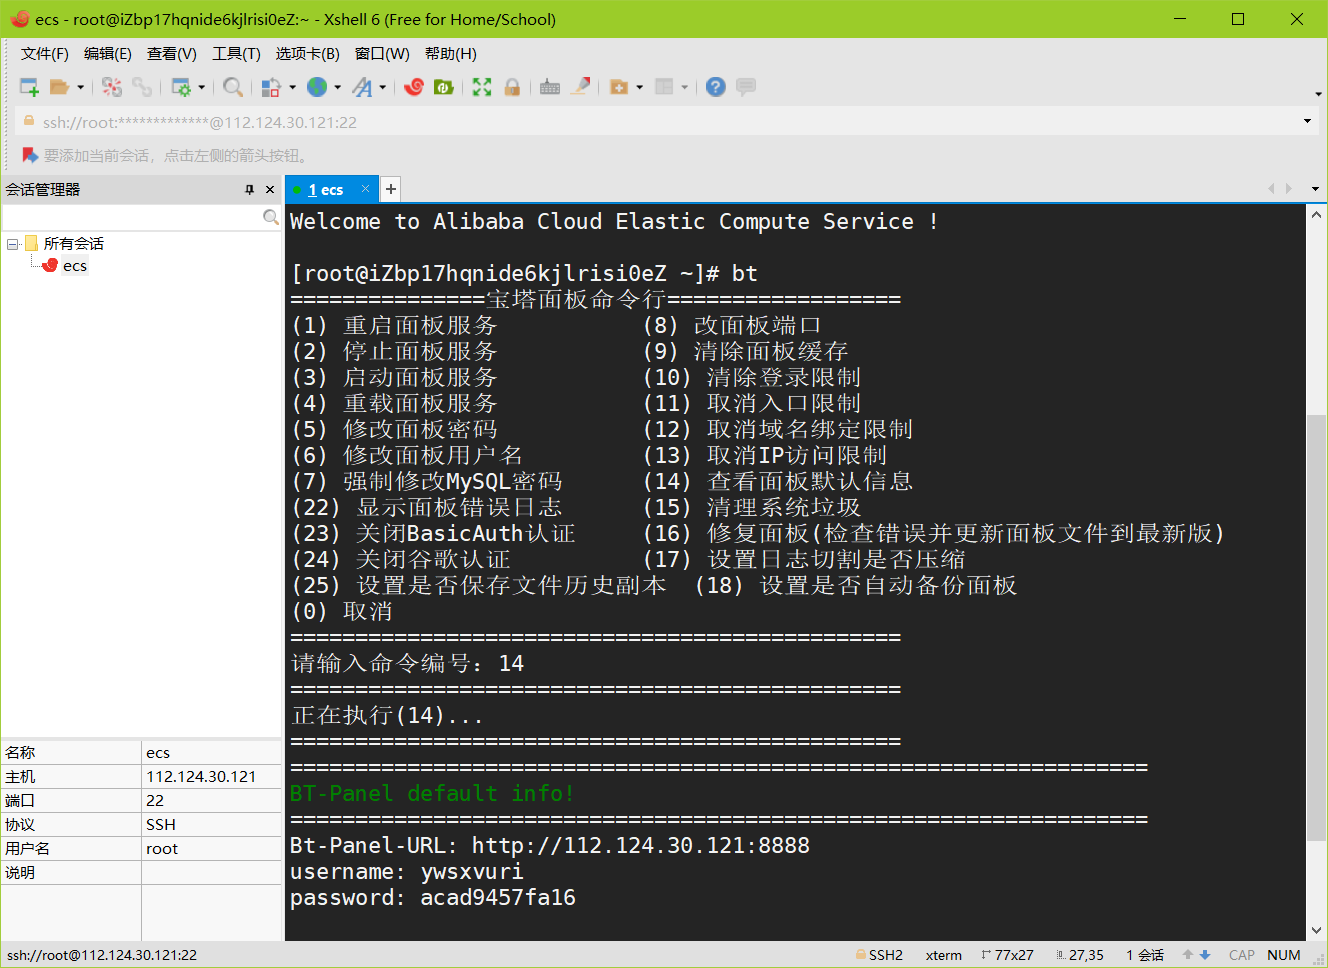 ecs - root@iZbp17hqnide6kjlrisi0eZ:~ - Xshell 6 (Free for Home/School)
文件(F) 编辑(E) 查看(V) 工具(T) 选项卡(B) 窗口(W) 帮助(H)
ssh://root:*************@112.124.30.121:22
要添加当前会话，点击左侧的箭头按钮。
会话管理器
所有会话
ecs
名称 ecs
主机 112.124.30.121
端口 22
协议 SSH
用户名 root
说明
1 ecs
Welcome to Alibaba Cloud Elastic Compute Service !
[root@iZbp17hqnide6kjlrisi0eZ ~]# bt
===============宝塔面板命令行==================
(1) 重启面板服务 (8) 改面板端口
(2) 停止面板服务 (9) 清除面板缓存
(3) 启动面板服务 (10) 清除登录限制
(4) 重载面板服务 (11) 取消入口限制
(5) 修改面板密码 (12) 取消域名绑定限制
(6) 修改面板用户名 (13) 取消IP访问限制
(7) 强制修改MySQL密码 (14) 查看面板默认信息
(22) 显示面板错误日志 (15) 清理系统垃圾
(23) 关闭BasicAuth认证 (16) 修复面板(检查错误并更新面板文件到最新版)
(24) 关闭谷歌认证 (17) 设置日志切割是否压缩
(25) 设置是否保存文件历史副本 (18) 设置是否自动备份面板
(0) 取消
===============================================
请输入命令编号：14
===============================================
正在执行(14)...
===============================================
==================================================================
BT-Panel default info!
==================================================================
Bt-Panel-URL: http://112.124.30.121:8888
username: ywsxvuri
password: acad9457fa16
ssh://root@112.124.30.121:22 SSH2 xterm 77x27 27,35 1 会话 CAP NUM